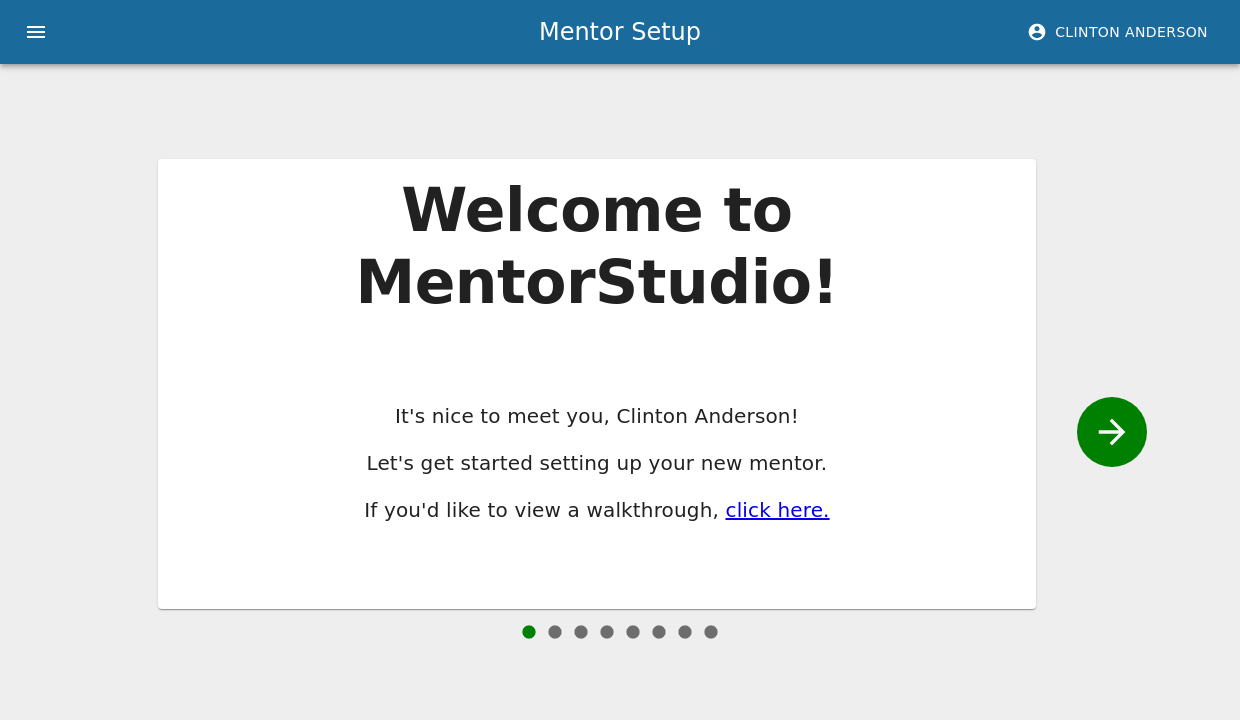 Mentor Setup
CLINTON ANDERSON
Welcome to
MentorStudio!
It's nice to meet you, Clinton Anderson!
Let's get started setting up your new mentor.
If you'd like to view a walkthrough, click here.